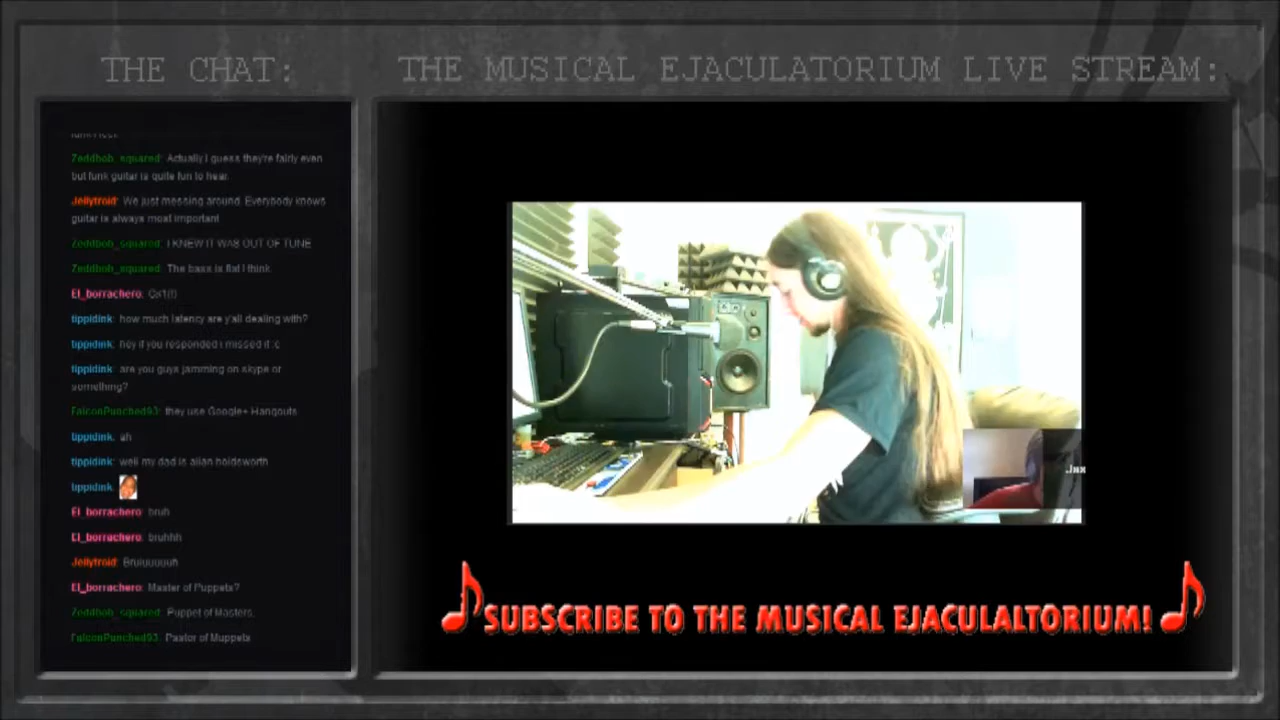 THE CHAT:
THE MUSICAL EJACULATORIUM LIVE STREAM:
Zeddbob_squared: Actually I guess they're fairly even
but funk guitar is quite fun to hear.
Jellytroid: We just messing around. Everybody knows
guitar is always most important
Zeddbob_squared: I KNEW IT WAS OUT OF TUNE
Zeddbob_squared: The bass is flat I think.
El_borrachero:
tippidink: how much latency are y'all dealing with?
tippidink: hey if you responded i missed it :c
tippidink: are you guys jamming on skype or
something?
FalconPunched93: they use Google+ Hangouts
tippidink: ah
tippidink: well my dad is allan holdsworth
tippidink:
El_borrachero: bruh
El_borrachero: bruhhh
Jellytroid: Bruuuuuuh
El_borrachero: Master of Puppets?
Zeddbob_squared: Puppet of Masters.
FalconPunched93: Pastor of Muppets
Jax
SUBSCRIBE TO THE MUSICAL EJACULALTORIUM!